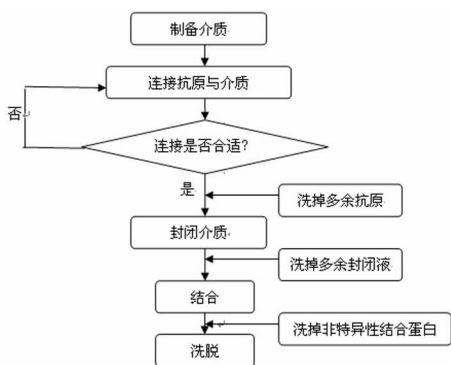 制备介质
连接抗原与介质
否
连接是否合适?
是
洗掉多余抗原
封闭介质
洗掉多余封闭液
结合
洗掉非特异性结合蛋白
洗脱